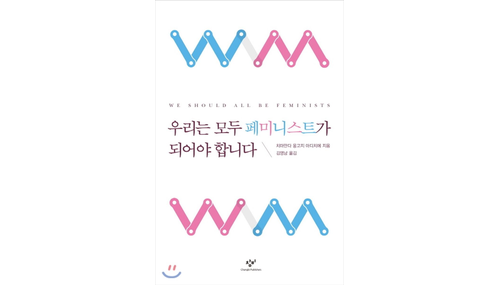 WE SHOULD ALL BE FEMINISTS
우리는 모두 페미니스트가
되어야 합니다
치마만다 응고지 아디치에 지음
김명남 옮김
Changbi Publishers